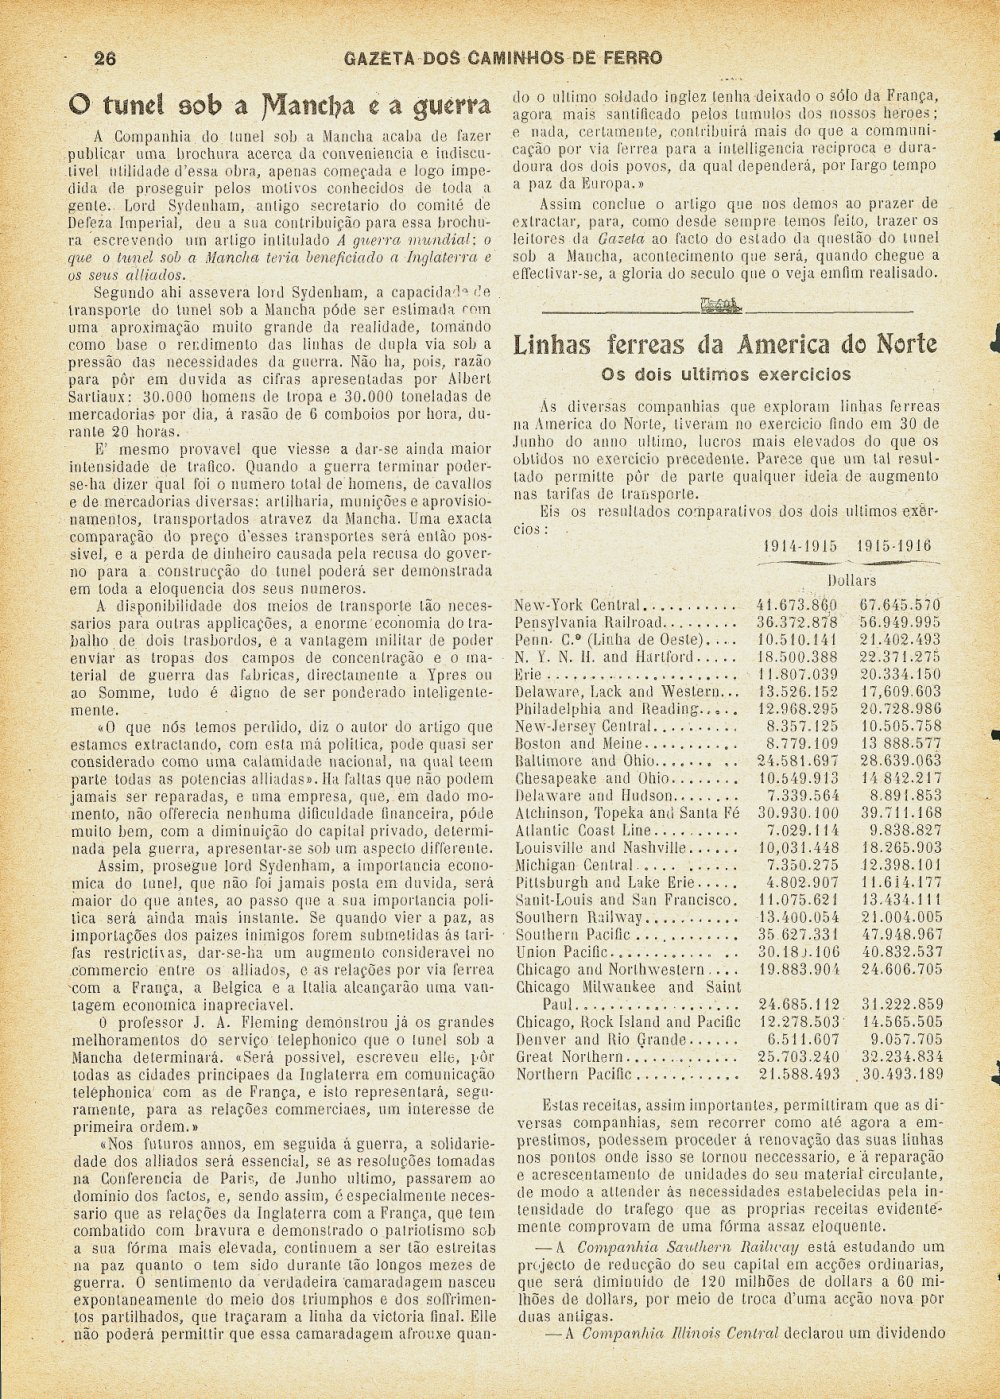 26
GAZETA DOS CAMINHOS DE FERRO
O tunel sob a Mancha e a guerra
A Companhia do tunel sob a Mancha acaba de fazer
publicar uma brochura acerca da conveniencia e indiscu-
tivel utilidade d'essa obra, apenas começada e logo impe-
dida de proseguir pelos motivos conhecidos de toda a
gente. Lord Sydenham, antigo secretario do comité de
Defeza Imperial, deu a sua contribuição para essa brochu-
ra escrevendo um artigo intitulado A guerra mundial; o
que o tunel sob a Mancha teria beneficiado a Inglaterra e
os seus alliados.
Segundo ahi assevera lord Sydenham, a capacidade de
transporte do tunel sob a Mancha póde ser estimada com
uma aproximação muito grande da realidade, tomándo
como base o rendimento das linhas de dupla via sob a
pressão das necessidades da guerra. Não ha, pois, razão
para pôr em duvida as cifras apresentadas por Albert
Sartiaux: 30.000 homens de tropa e 30.000 toneladas de
mercadorias por dia, á rasão de 6 comboios por hora, du-
rante 20 horas.
E' mesmo provavel que viesse a dar-se ainda maior
intensidade de trafico. Quando a guerra terminar poder-
se-ha dizer qual foi o numero total de homens, de cavallos
e de mercadorias diversas: artilharia, munições e aprovisio-
namentos, transportados atravez da Mancha. Uma exacta
comparação do preço d'esses transportes será então pos-
sivel, e a perda de dinheiro causada pela recusa do gover-
no para a construcção do tunel poderá ser demonstrada
em toda a eloquencia dos seus numeros.
A disponibilidade dos meios de transporte tão neces-
sarios para outras applicações, a enorme economia do tra-
balho de dois trasbordos, e a vantagem militar de poder
enviar as tropas dos campos de concentração e o ma-
terial de guerra das fabricas, directamente a Ypres ou
ao Somme, tudo é digno de ser ponderado inteligente-
mente.
«O que nós temos perdido, diz o autor do artigo que
estamos extractando, com esta má politica, pode quasi ser
considerado como uma calamidade nacional, na qual teem
parte todas as potencias alliadas». Ha faltas que não podem
jamais ser reparadas, e uma empresa, que, em dado mo-
mento, não offerecia nenhuma dificuldade financeira, póde
muito bem, com a diminuição do capital privado, determi-
nada pela guerra, apresentar-se sob um aspecto differente.
Assim, prosegue lord Sydenham, a importancia econo-
mica do tunel, que não foi jamais posta em duvida, será
maior do que antes, ao passo que a sua importancia poli-
tica será ainda mais instante. Se quando vier a paz, as
importações dos paizes inimigos forem submetidas ás tari-
fas restrictivas, dar-se-ha um augmento consideravel no
commercio entre os alliados, e as relações por via ferrea
com a França, a Belgica e a Italia alcançarão uma van-
tagem economica inapreciavel.
O professor J. A. Fleming demonstrou já os grandes
melhoramentos do serviço telephonico que o tunel sob a
Mancha determinará. «Será possivel, escreveu elle, pôr
todas as cidades principaes da Inglaterra em comunicação
telephonica com as de França, e isto representará, segu-
ramente, para as relações commerciaes, um interesse de
primeira ordem.»
«Nos futuros annos, em seguida á guerra, a solidarie-
dade dos alliados será essencial, se as resoluções tomadas
na Conferencia de Paris, de Junho ultimo, passarem ao
dominio dos factos, e, sendo assim, é especialmente neces-
sario que as relações da Inglaterra com a França, que tem
combatido com bravura e demonstrado o patriotismo sob
a sua fórma mais elevada, continuem a ser tão estreitas
na paz quanto o tem sido durante tão longos mezes de
guerra. O sentimento da verdadeira camaradagem nasceu
expontaneamente do meio dos triumphos e dos soffrimen-
tos partilhados, que traçaram a linha da victoria final. Elle
não poderá permittir que essa camaradagem afrouxe quan-
do o ultimo soldado inglez tenha deixado o sólo da França,
agora mais santificado pelos tumulos dos nossos heroes;
e nada, certamente, contribuirá mais do que a communi-
cação por via ferrea para a intelligencia reciproca e dura-
doura dos dois povos, da qual dependerá, por largo tempo
a paz da Europa.»
Assim conclue o artigo que nos demos ao prazer de
extractar, para, como desde sempre temos feito, trazer os
leitores da Gazeta ao facto do estado da questão do tunel
sob a Mancha, acontecimento que será, quando chegue a
effectivar-se, a gloria do seculo que o veja emfim realisado.
Linhas ferreas da America do Norte
Os dois ultimos exercicios
As diversas companhias que exploram linhas ferreas
na America do Norte, tiveram no exercicio findo em 30 de
Junho do anno ultimo, lucros mais elevados do que os
obtidos no exercicio precedente. Parece que um tal resul-
tado permitte pôr de parte qualquer ideia de augmento
nas tarifas de transporte.
Eis os resultados comparativos dos dois ultimos exer-
cicios:
1914-1915 1915-1916
Dollars
New-York Central........... 41.673.860 67.645.570
Pensylvania Railroad......... 36.372.878 56.949.995
Penn. C.ª (Linha de Oeste).... 10.510.141 21.402.493
N. Y. N. H. and Hartford..... 18.500.388 22.371.275
Erie...................... 11.807.039 20.334.150
Delaware, Lack and Western... 13.526.152 17,609.603
Philadelphia and Reading..... 12.968.295 20.728.986
New-Jersey Central.......... 8.357.125 10.505.758
Boston and Meine........... 8.779.109 13 888.577
Baltimore and Ohio....... .. 24.581.697 28.639.063
Chesapeake and Ohio........ 10.549.913 14 842.217
Delaware and Hudson........ 7.339.564 8.891.853
Atchinson, Topeka and Santa Fé 30.930.100 39.711.168
Atlantic Coast Line.......... 7.029.114 9.838.827
Louisville and Nashville...... 10,031.448 18.265.903
Michigan Central............ 7.350.275 12.398.101
Pittsburgh and Lake Erie..... 4.802.907 11.614.177
Sanit-Louis and San Francisco. 11.075.621 13.434.111
Southern Railway........... 13.400.054 21.004.005
Southern Pacific ............ 35 627.331 47.948.967
Union Pacific............ .. 40.832.537
Chicago and Northwestern.... 19.883.904 24.606.705
Chicago Milwankee and Saint
Paul.................. 24.685.112 31.222.859
Chicago, Rock Island and Pacific 12.278.503 14.565.505
Denver and Rio Grande...... 6.511.607 9.057.705
Great Northern............. 25.703.240 32.234.834
Northern Pacific............ 21.588.493 30.493.189
Estas receitas, assim importantes, permittiram que as di-
versas companhias, sem recorrer como até agora a em-
prestimos, podessem proceder á renovação das suas linhas
nos pontos onde isso se tornou neccessario, e á reparação
e acrescentamento de unidades do seu material circulante,
de modo a attender ás necessidades estabelecidas pela in-
tensidade do trafego que as proprias receitas evidente-
mente comprovam de uma fórma assaz eloquente.
—A Companhia Sauthern Railway está estudando um
projecto de reducção do seu capital em acções ordinarias,
que será diminuido de 120 milhões de dollars a 60 mi-
lhões de dollars, por meio de troca d'uma acção nova por
duas antigas.
—A Companhia Illinois Central declarou um dividendo